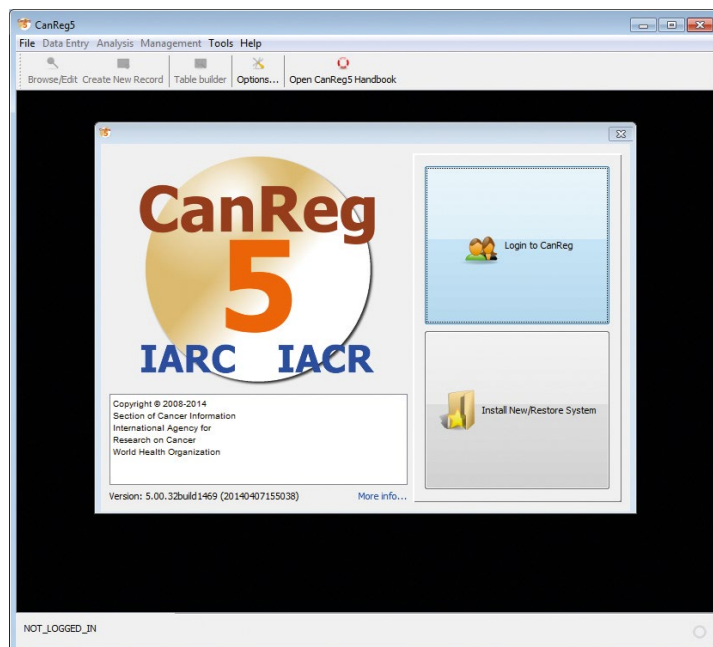 CanReg5
File Data Entry Analysis Management Tools Help
Browse/Edit Create New Record Table builder Options... Open CanReg5 Handbook
CanReg
5
IARC IACR
Login to CanReg
Install New/Restore System
Copyright © 2008-2014
Section of Cancer Information
International Agency for
Research on Cancer
World Health Organization
Version: 5.00.32build1469 (20140407155038) More info...
NOT_LOGGED_IN